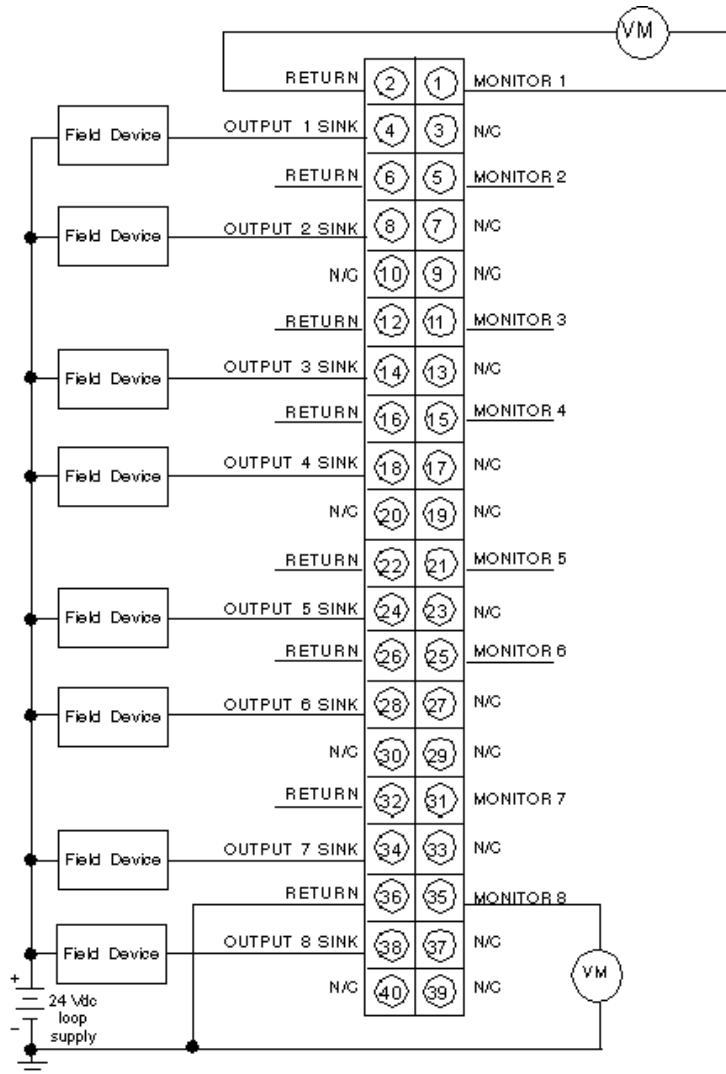 VM
RETURN 2 1 MONITOR 1
Field Device OUTPUT 1 SINK 4 3 N/C
RETURN 6 5 MONITOR 2
Field Device OUTPUT 2 SINK 8 7 N/C
N/C 10 9 N/C
RETURN 12 11 MONITOR 3
Field Device OUTPUT 3 SINK 14 13 N/C
RETURN 16 15 MONITOR 4
Field Device OUTPUT 4 SINK 18 17 N/C
N/C 20 19 N/C
RETURN 22 21 MONITOR 5
Field Device OUTPUT 5 SINK 24 23 N/C
RETURN 26 25 MONITOR 6
Field Device OUTPUT 6 SINK 28 27 N/C
N/C 30 29 N/C
RETURN 32 31 MONITOR 7
Field Device OUTPUT 7 SINK 34 33 N/C
RETURN 36 35 MONITOR 8
Field Device OUTPUT 8 SINK 38 37 N/C
VM
N/C 40 39 N/C
+
24 Vdc
loop
supply
-